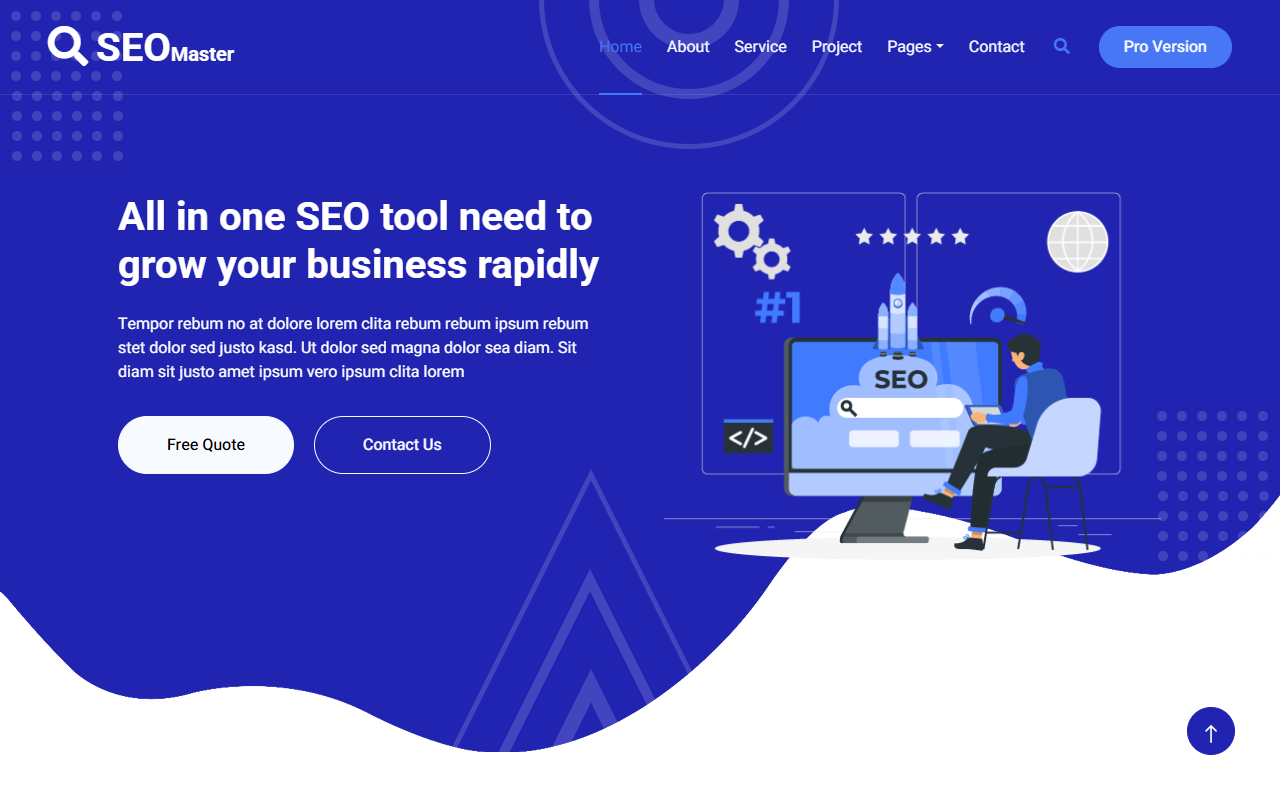 SEOMaster
Home About Service Project Pages Contact Pro Version
All in one SEO tool need to
grow your business rapidly
Tempor rebum no at dolore lorem clita rebum rebum ipsum rebum
stet dolor sed justo kasd. Ut dolor sed magna dolor sea diam. Sit
diam sit justo amet ipsum vero ipsum clita lorem
Free Quote Contact Us
#1
SEO
</>